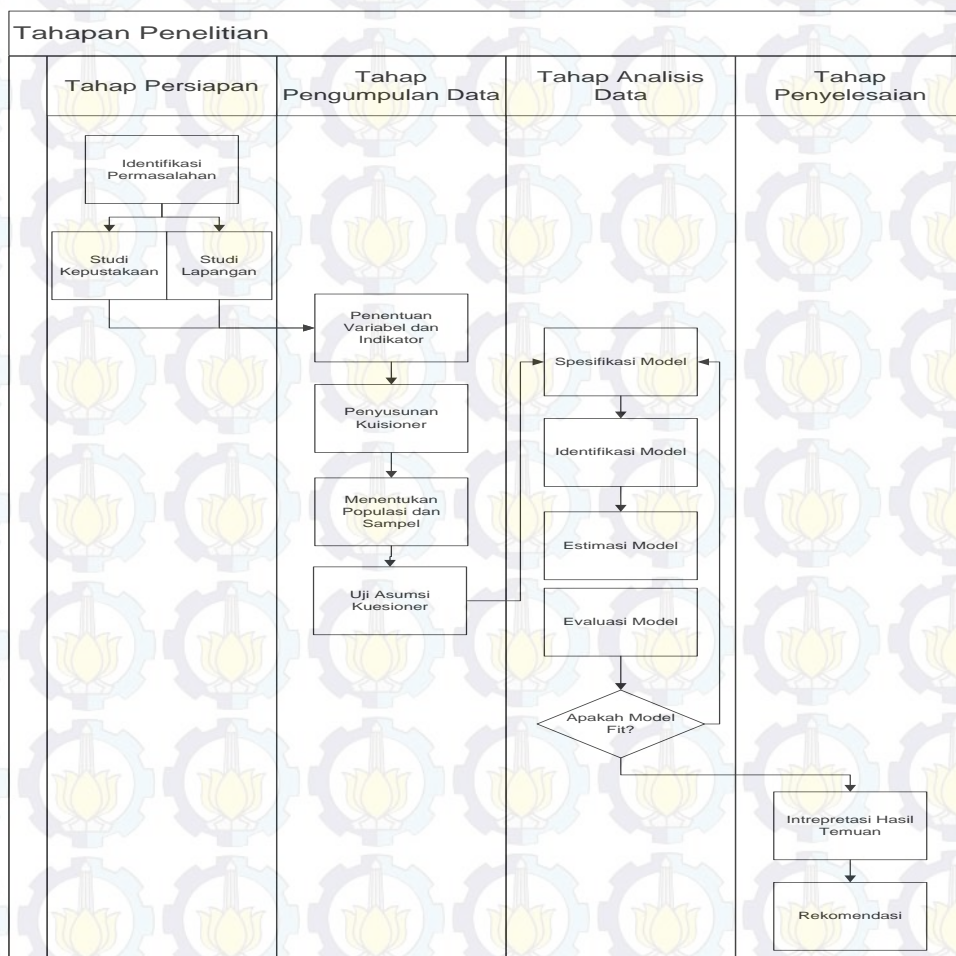 Tahapan Penelitian
Tahap Persiapan
Tahap
Pengumpulan Data
Tahap Analisis
Data
Tahap
Penyelesaian
Identifikasi
Permasalahan
Studi
Kepustakaan
Studi
Lapangan
Penentuan
Variabel dan
Indikator
Penyusunan
Kuisioner
Menentukan
Populasi dan
Sampel
Uji Asumsi
Kuesioner
Spesifikasi Model
Identifikasi Model
Estimasi Model
Evaluasi Model
Apakah Model
Fit?
Intrepretasi Hasil
Temuan
Rekomendasi